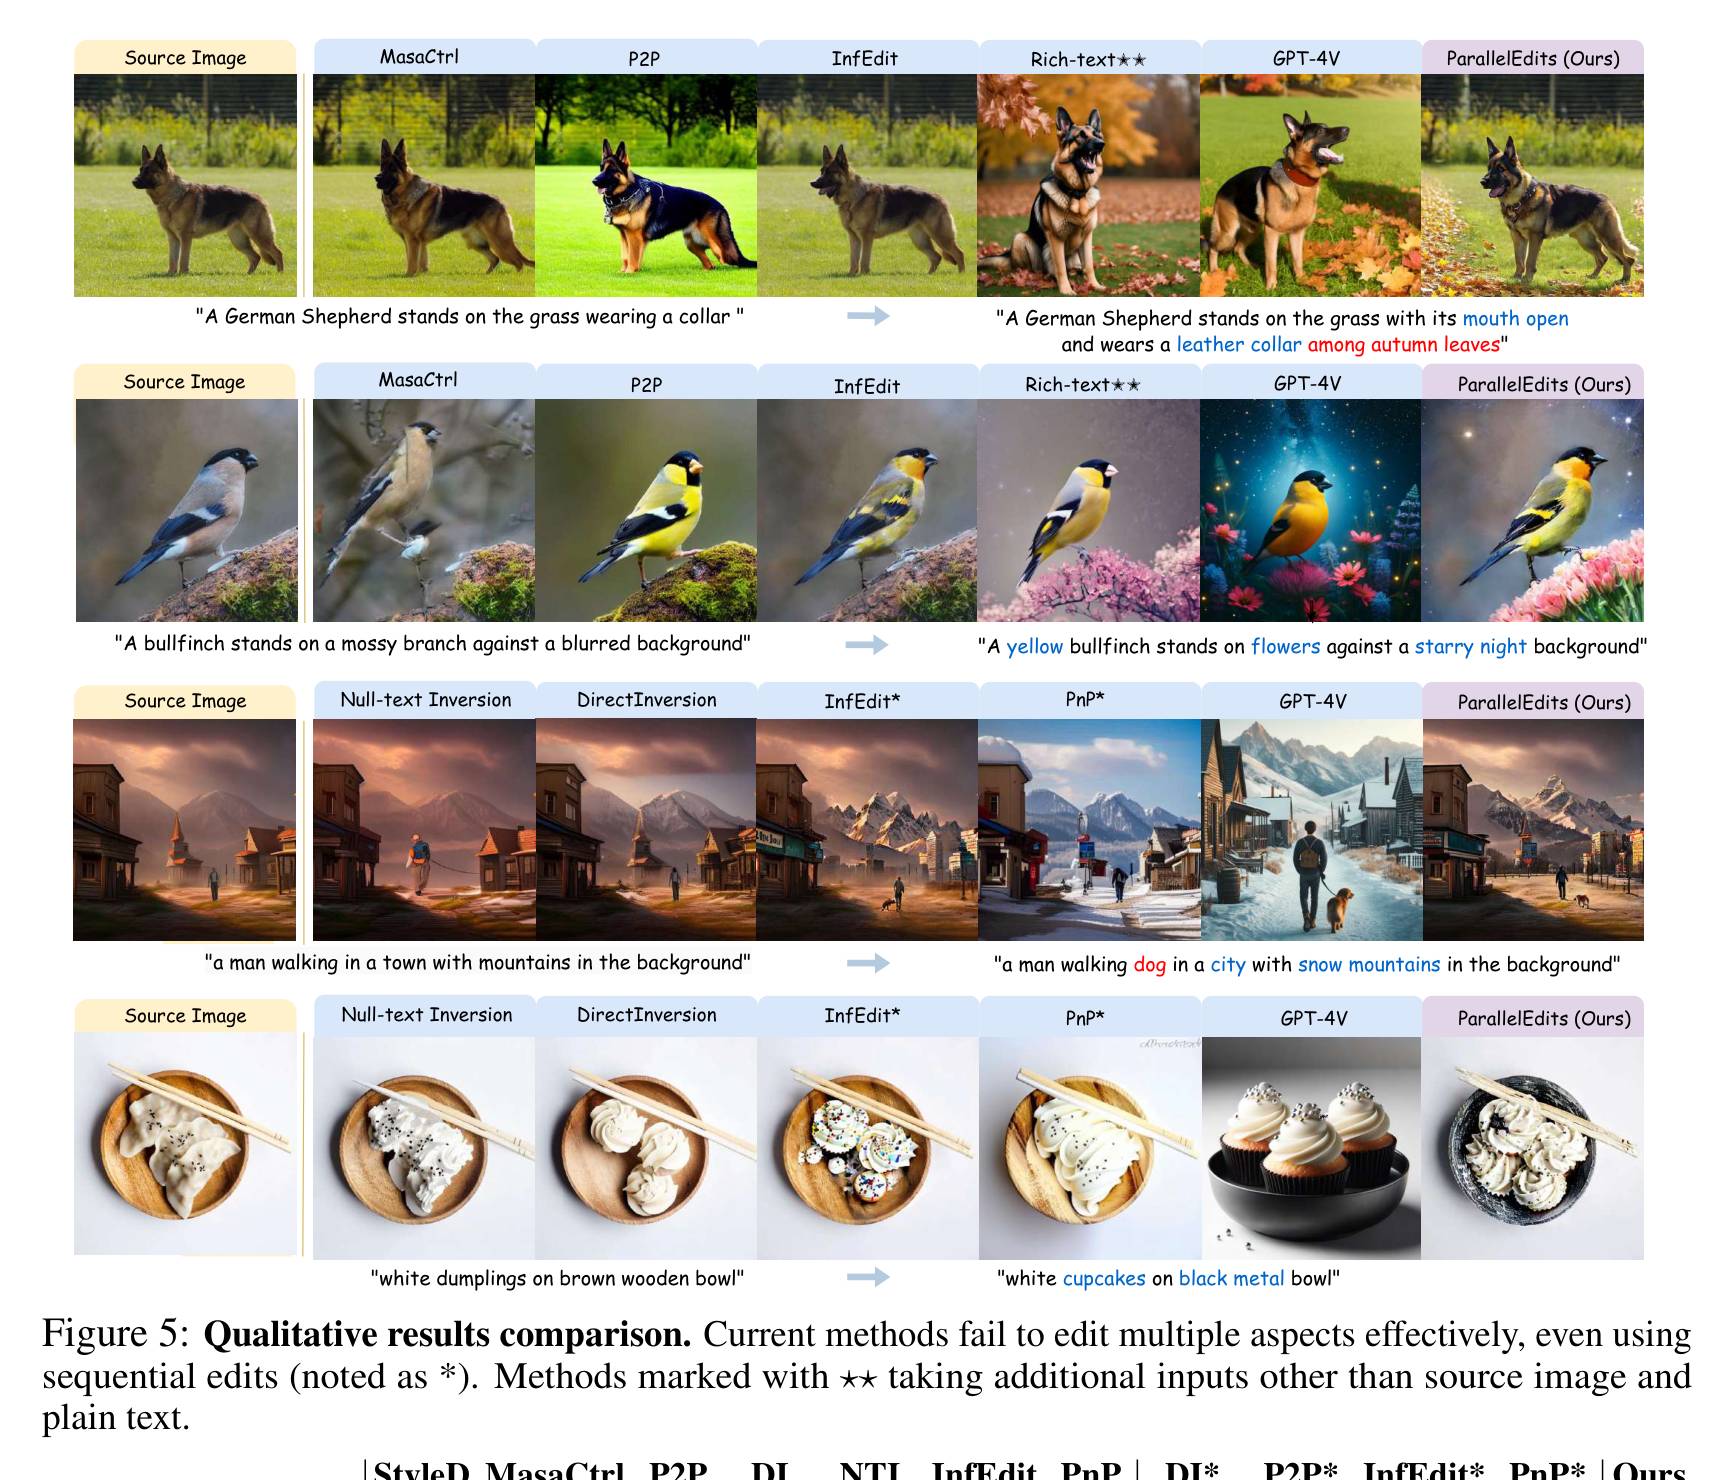 Source Image MasaCtrl P2P InfEdit Rich-text★★ GPT-4V ParallelEdits (Ours)
"A German Shepherd stands on the grass wearing a collar " "A German Shepherd stands on the grass with its mouth open
and wears a leather collar among autumn leaves"
Source Image MasaCtrl P2P InfEdit Rich-text★★ GPT-4V ParallelEdits (Ours)
"A bullfinch stands on a mossy branch against a blurred background" "A yellow bullfinch stands on flowers against a starry night background"
Source Image Null-text Inversion DirectInversion InfEdit* PnP* GPT-4V ParallelEdits (Ours)
"a man walking in a town with mountains in the background" "a man walking dog in a city with snow mountains in the background"
Source Image Null-text Inversion DirectInversion InfEdit* PnP* GPT-4V ParallelEdits (Ours)
"white dumplings on brown wooden bowl" "white cupcakes on black metal bowl"
Figure 5: Qualitative results comparison. Current methods fail to edit multiple aspects effectively, even using
sequential edits (noted as *). Methods marked with ★★ taking additional inputs other than source image and
plain text.
StyleD MasaCtrl P2P DI NTI InfEdit PnP DI* P2P* InfEdit* PnP* Ours